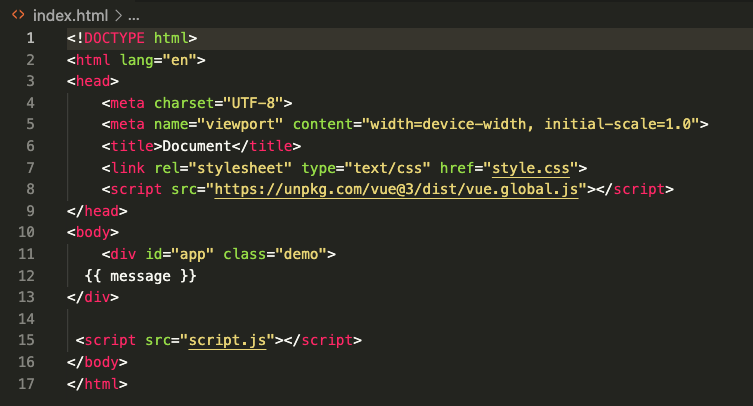 <> index.html > ...
1 <!DOCTYPE html>
2 <html lang="en">
3 <head>
4     <meta charset="UTF-8">
5     <meta name="viewport" content="width=device-width, initial-scale=1.0">
6     <title>Document</title>
7     <link rel="stylesheet" type="text/css" href="style.css">
8     <script src="https://unpkg.com/vue@3/dist/vue.global.js"></script>
9 </head>
10 <body>
11     <div id="app" class="demo">
12   {{ message }}
13 </div>
14
15  <script src="script.js"></script>
16 </body>
17 </html>